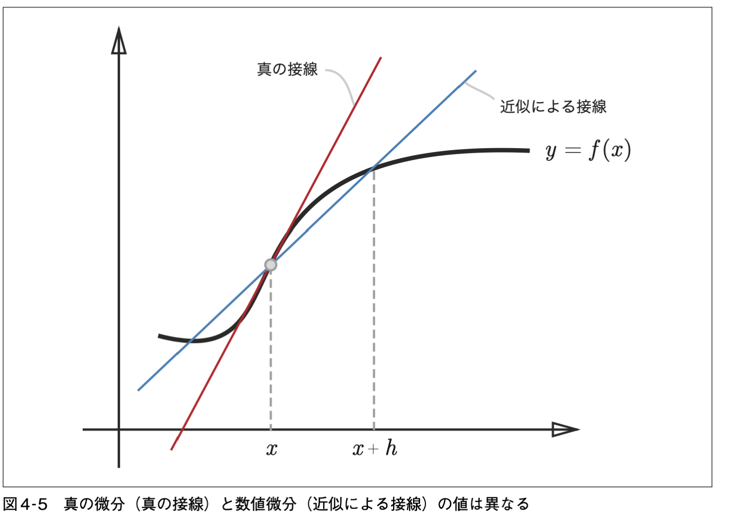 真の接線
近似による接線
y = f(x)
x
x + h
図4-5　真の微分（真の接線）と数値微分（近似による接線）の値は異なる